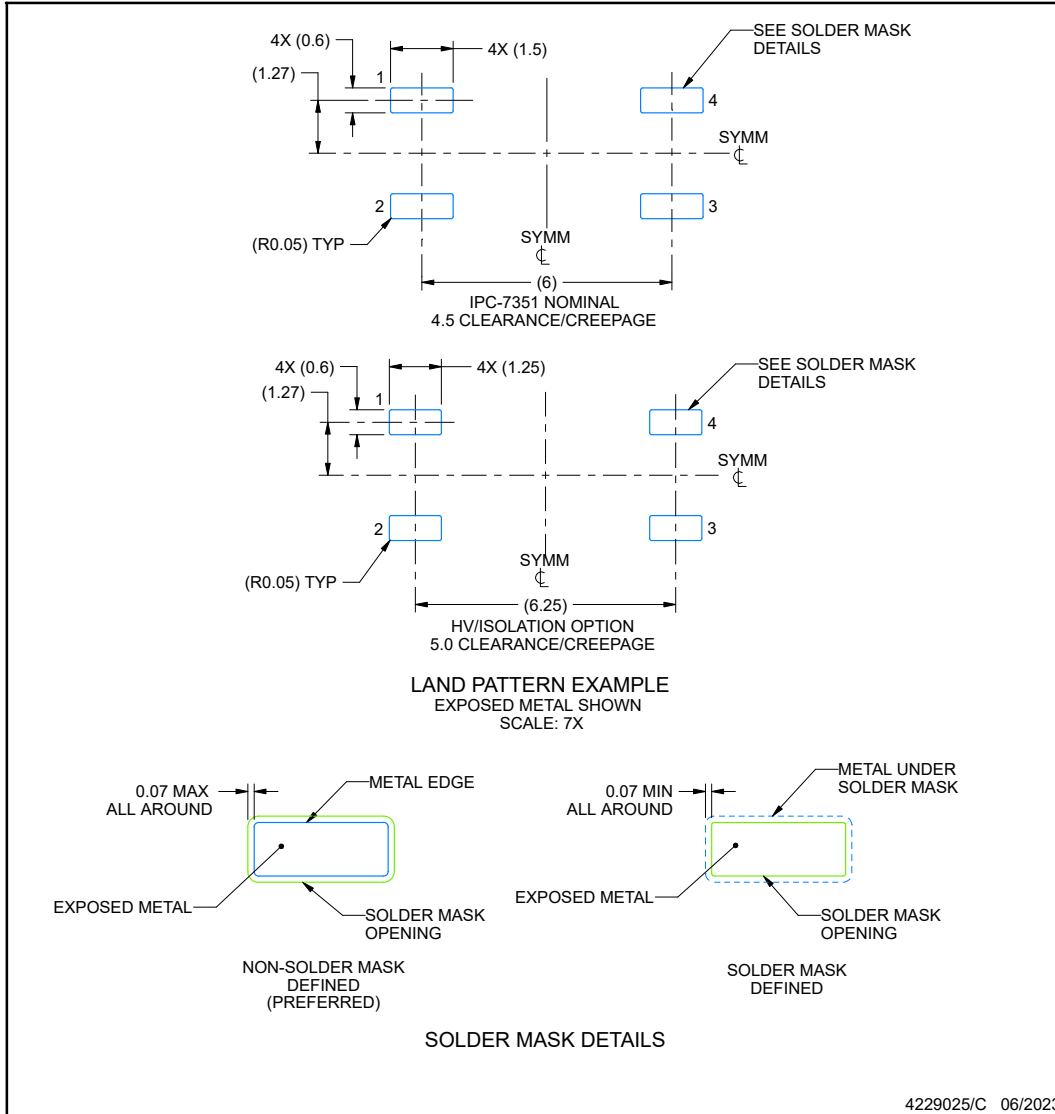 4X (0.6)
4X (1.5)
SEE SOLDER MASK
DETAILS
(1.27)
1
4
SYMM
℄
2
3
(R0.05) TYP
SYMM
℄
(6)
IPC-7351 NOMINAL
4.5 CLEARANCE/CREEPAGE
4X (0.6)
4X (1.25)
SEE SOLDER MASK
DETAILS
(1.27)
1
4
SYMM
℄
2
3
(R0.05) TYP
SYMM
℄
(6.25)
HV/ISOLATION OPTION
5.0 CLEARANCE/CREEPAGE
LAND PATTERN EXAMPLE
EXPOSED METAL SHOWN
SCALE: 7X
0.07 MAX
ALL AROUND
METAL EDGE
EXPOSED METAL
SOLDER MASK
OPENING
NON-SOLDER MASK
DEFINED
(PREFERRED)
0.07 MIN
ALL AROUND
METAL UNDER
SOLDER MASK
EXPOSED METAL
SOLDER MASK
OPENING
SOLDER MASK
DEFINED
SOLDER MASK DETAILS
4229025/C 06/2023